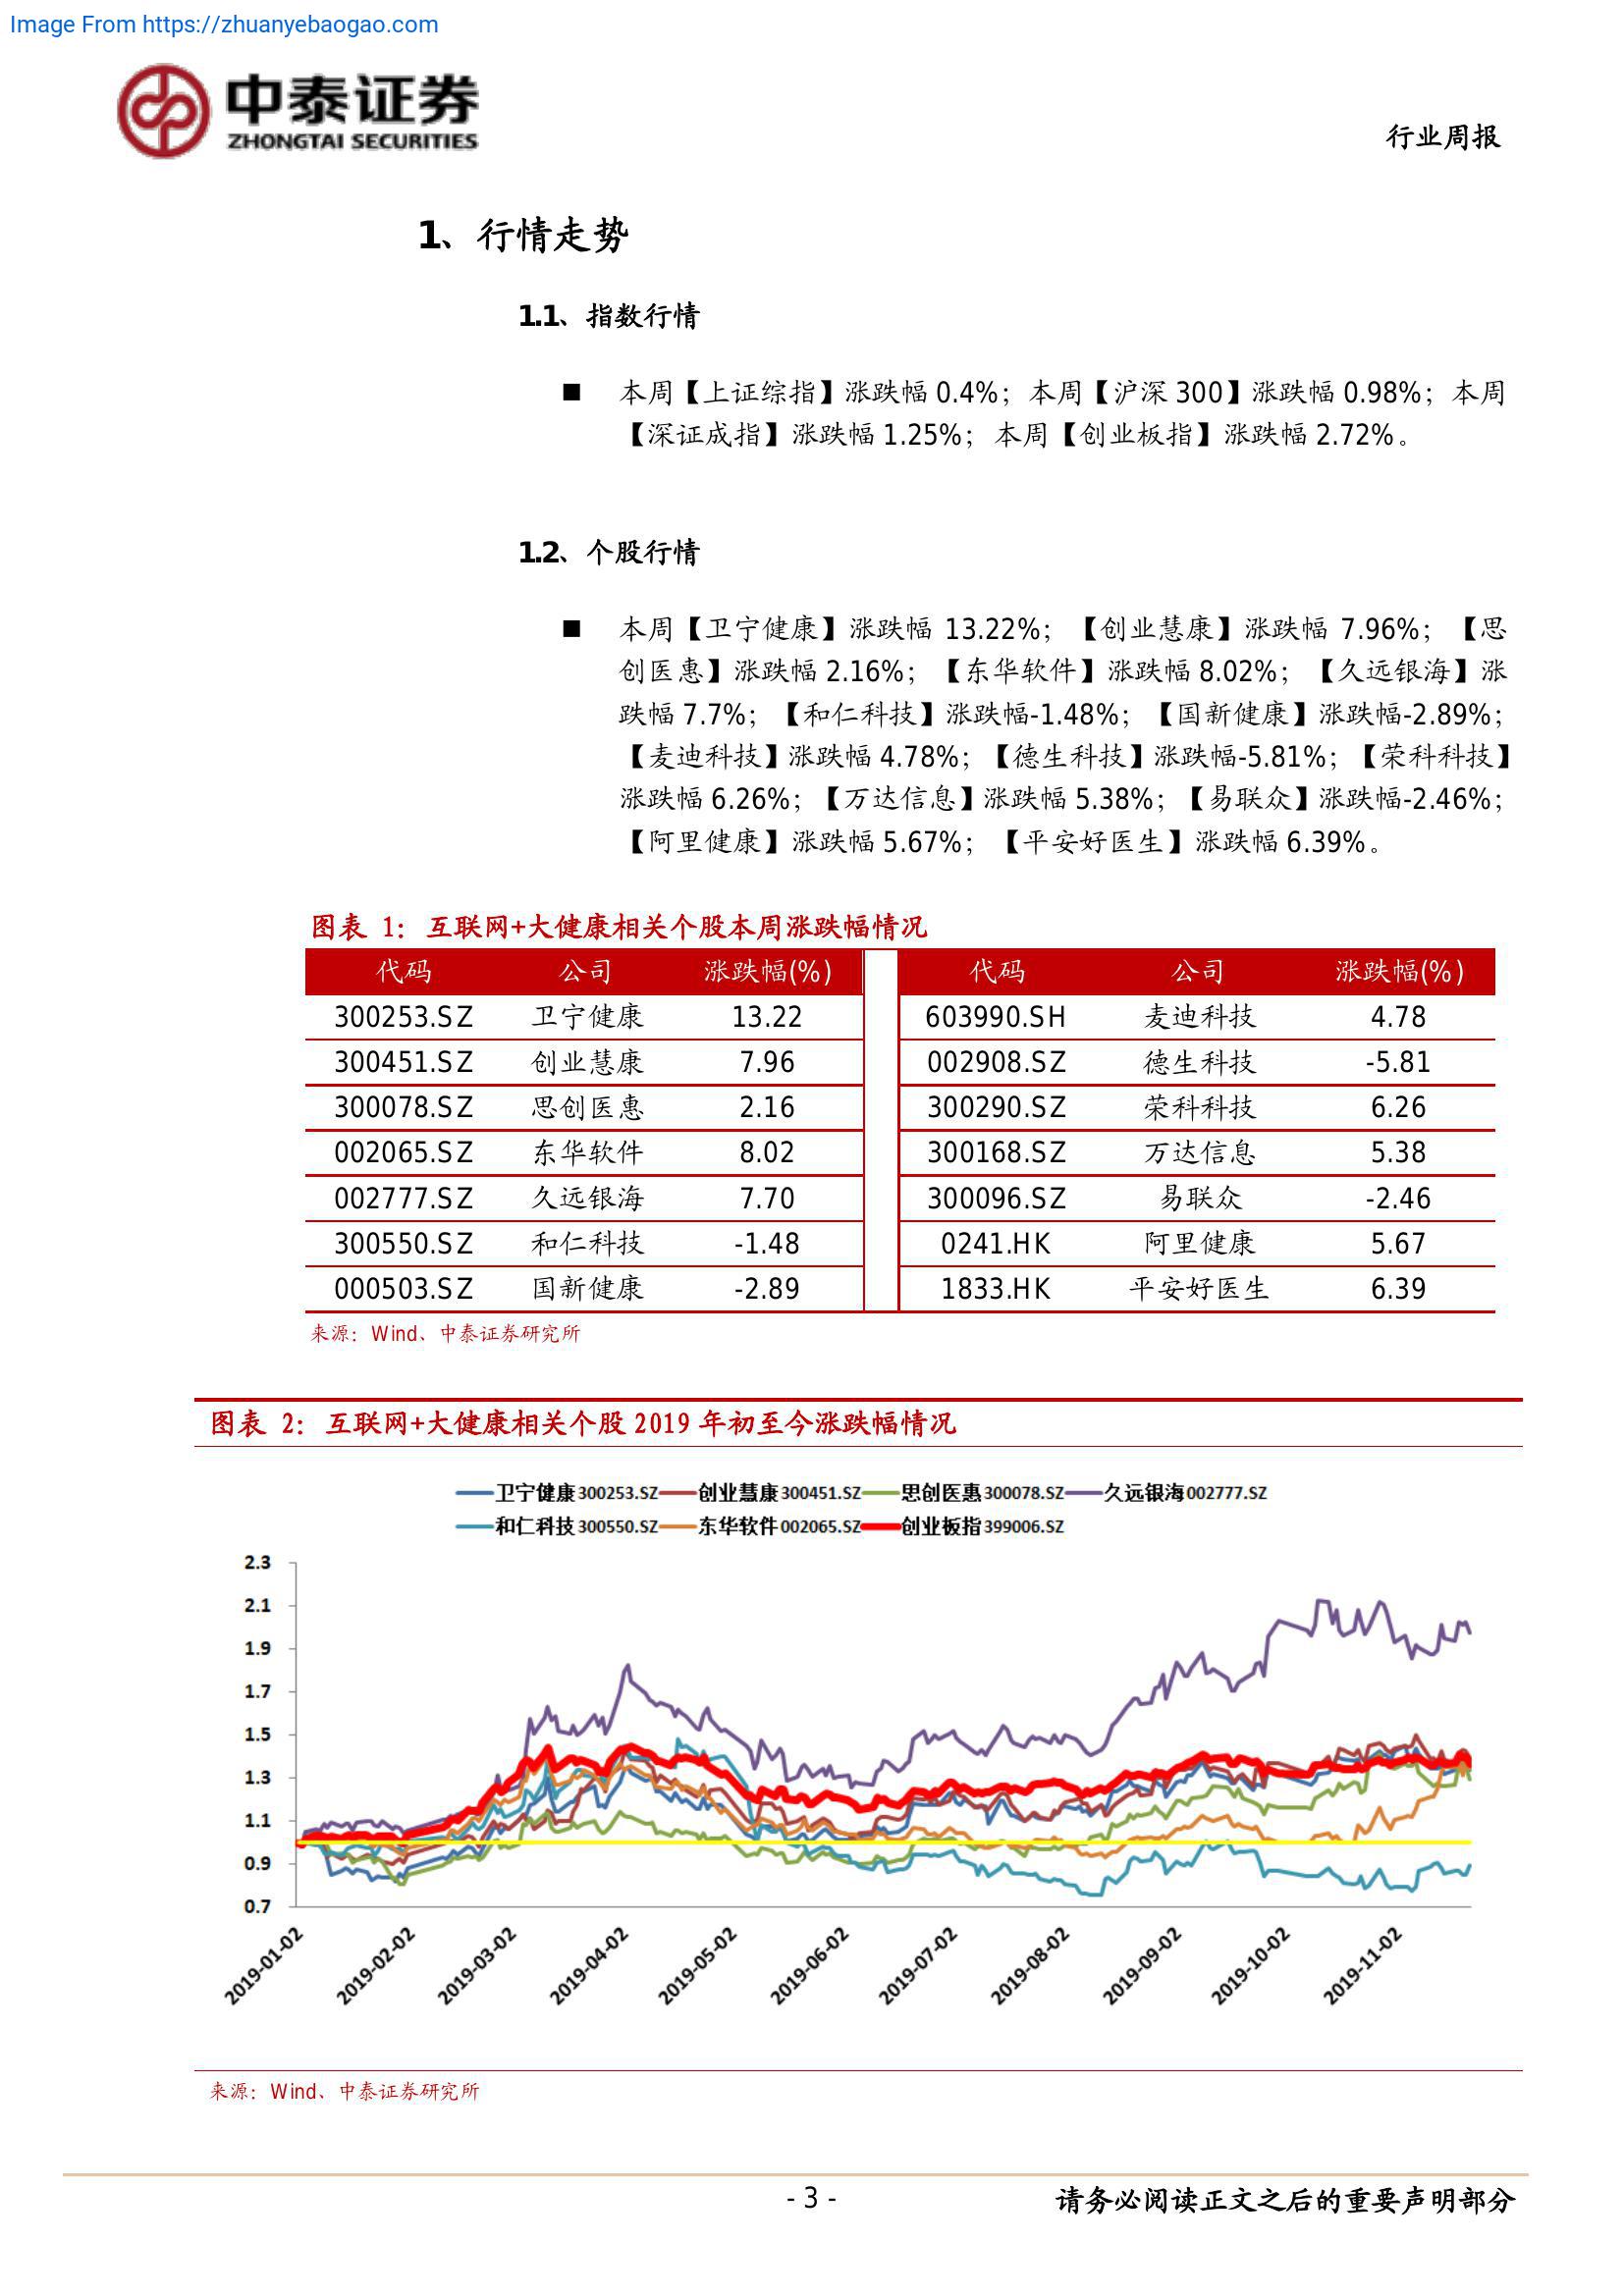 Image From https://zhuanyebaogao.com
中泰证券
ZHONGTAI SECURITIES
行业周报
1、行情走势
1.1、指数行情
■ 本周【上证综指】涨跌幅 0.4%；本周【沪深 300】涨跌幅 0.98%；本周
【深证成指】涨跌幅 1.25%；本周【创业板指】涨跌幅 2.72%。
1.2、个股行情
■ 本周【卫宁健康】涨跌幅 13.22%；【创业慧康】涨跌幅 7.96%；【思
创医惠】涨跌幅 2.16%；【东华软件】涨跌幅 8.02%；【久远银海】涨
跌幅 7.7%；【和仁科技】涨跌幅-1.48%；【国新健康】涨跌幅-2.89%；
【麦迪科技】涨跌幅 4.78%；【德生科技】涨跌幅-5.81%；【荣科科技】
涨跌幅 6.26%；【万达信息】涨跌幅 5.38%；【易联众】涨跌幅-2.46%；
【阿里健康】涨跌幅 5.67%；【平安好医生】涨跌幅 6.39%。
图表 1：互联网+大健康相关个股本周涨跌幅情况
代码 公司 涨跌幅(%) 代码 公司 涨跌幅(%)
300253.SZ 卫宁健康 13.22 603990.SH 麦迪科技 4.78
300451.SZ 创业慧康 7.96 002908.SZ 德生科技 -5.81
300078.SZ 思创医惠 2.16 300290.SZ 荣科科技 6.26
002065.SZ 东华软件 8.02 300168.SZ 万达信息 5.38
002777.SZ 久远银海 7.70 300096.SZ 易联众 -2.46
300550.SZ 和仁科技 -1.48 0241.HK 阿里健康 5.67
000503.SZ 国新健康 -2.89 1833.HK 平安好医生 6.39
来源：Wind、中泰证券研究所
图表 2：互联网+大健康相关个股 2019 年初至今涨跌幅情况
卫宁健康300253.SZ 创业慧康300451.SZ 思创医惠300078.SZ 久远银海002777.SZ
和仁科技300550.SZ 东华软件002065.SZ 创业板指399006.SZ
2.3
2.1
1.9
1.7
1.5
1.3
1.1
0.9
0.7
2019-01-02 2019-02-02 2019-03-02 2019-04-02 2019-05-02 2019-06-02 2019-07-02 2019-08-02 2019-09-02 2019-10-02 2019-11-02
来源：Wind、中泰证券研究所
- 3 -
请务必阅读正文之后的重要声明部分